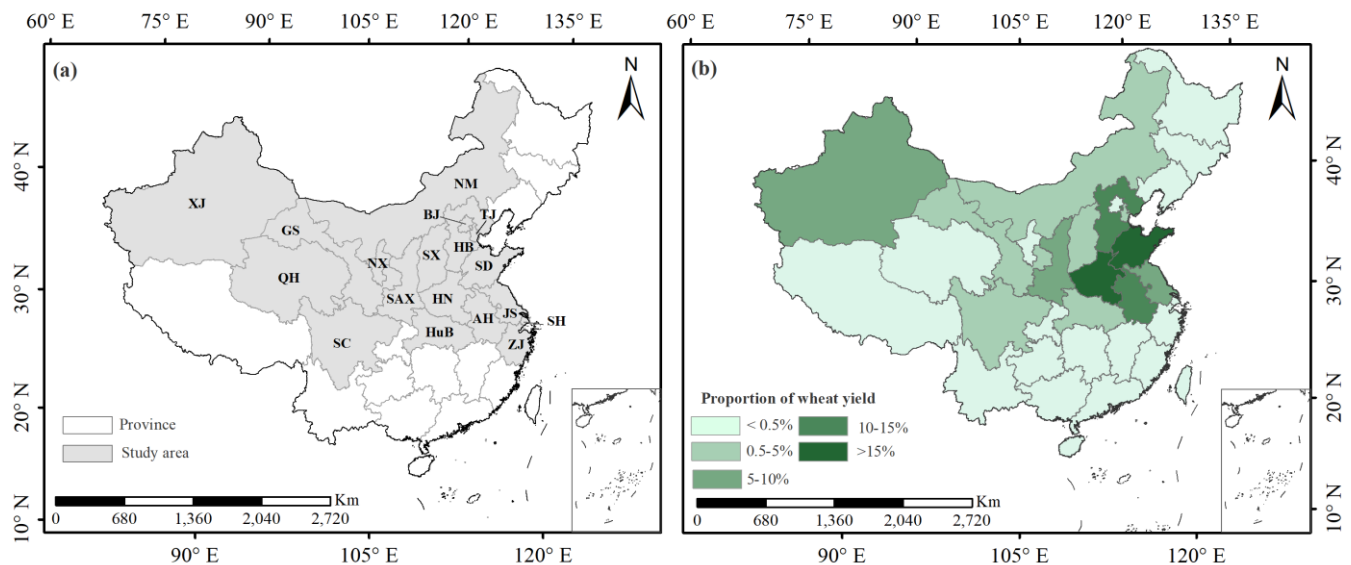 60° E 75° E 90° E 105° E 120° E 135° E
(a)
N
40° N
30° N
20° N
10° N
XJ
NM
BJ
TJ
GS
HB
SX
NX
SD
QH
SAX
HN
JS
AH
SH
HuB
SC
ZJ
Province
Study area
Km
0 680 1,360 2,040 2,720
90° E 105° E 120° E
60° E 75° E 90° E 105° E 120° E 135° E
(b)
N
40° N
30° N
20° N
10° N
Proportion of wheat yield
< 0.5% 10-15%
0.5-5% >15%
5-10%
Km
0 680 1,360 2,040 2,720
90° E 105° E 120° E